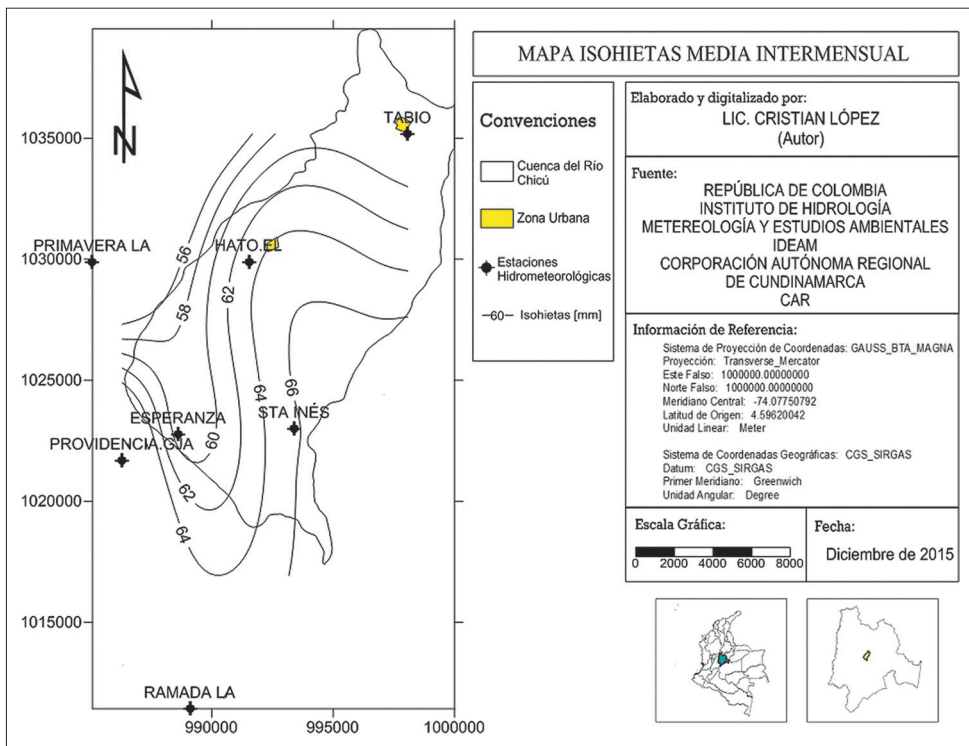 MAPA ISOHIETAS MEDIA INTERMENSUAL
N
1035000
1030000
1025000
1020000
1015000
990000
995000
1000000
TABIO
PRIMAVERA LA
HATO.EL
ESPERANZA
PROVIDENCIA.GJA
STA INÉS
RAMADA LA
56
58
62
60
64
66
62
64
Convenciones
Cuenca del Río
Chicú
Zona Urbana
Estaciones
Hidrometeorológicas
60
Isohietas [mm]
Elaborado y digitalizado por:
LIC. CRISTIAN LÓPEZ
(Autor)
Fuente:
REPÚBLICA DE COLOMBIA
INSTITUTO DE HIDROLOGÍA
METEREOLOGÍA Y ESTUDIOS AMBIENTALES
IDEAM
CORPORACIÓN AUTÓNOMA REGIONAL
DE CUNDINAMARCA
CAR
Información de Referencia:
Sistema de Proyección de Coordenadas: GAUSS_BTA_MAGNA
Proyección: Transverse_Mercator
Este Falso: 1000000.00000000
Norte Falso: 1000000.00000000
Meridiano Central: -74.07750792
Latitud de Origen: 4.59620042
Unidad Linear: Meter
Sistema de Coordenadas Geográficas: CGS_SIRGAS
Datum: CGS_SIRGAS
Primer Meridiano: Greenwich
Unidad Angular: Degree
Escala Gráfica:
0 2000 4000 6000 8000
Fecha:
Diciembre de 2015